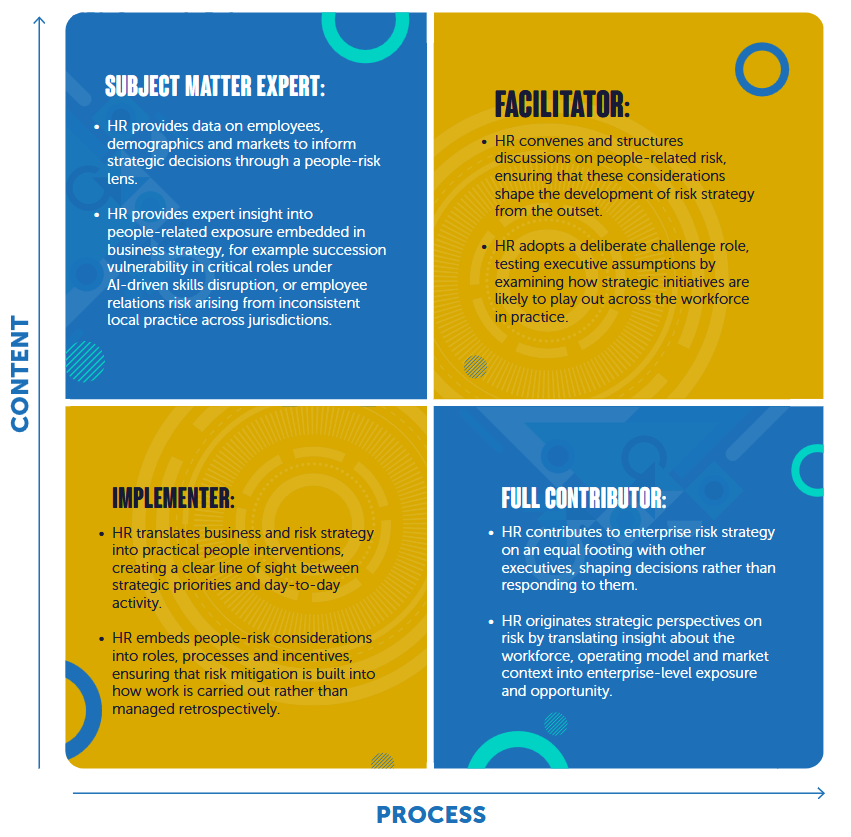 SUBJECT MATTER EXPERT:
• HR provides data on employees,
demographics and markets to inform
strategic decisions through a people-risk
lens.
• HR provides expert insight into
people-related exposure embedded in
business strategy, for example succession
vulnerability in critical roles under
AI-driven skills disruption, or employee
relations risk arising from inconsistent
local practice across jurisdictions.
FACILITATOR:
• HR convenes and structures
discussions on people-related risk,
ensuring that these considerations
shape the development of risk strategy
from the outset.
• HR adopts a deliberate challenge role,
testing executive assumptions by
examining how strategic initiatives are
likely to play out across the workforce
in practice.
CONTENT
IMPLEMENTER:
• HR translates business and risk strategy
into practical people interventions,
creating a clear line of sight between
strategic priorities and day-to-day
activity.
• HR embeds people-risk considerations
into roles, processes and incentives,
ensuring that risk mitigation is built into
how work is carried out rather than
managed retrospectively.
FULL CONTRIBUTOR:
• HR contributes to enterprise risk strategy
on an equal footing with other
executives, shaping decisions rather than
responding to them.
• HR originates strategic perspectives on
risk by translating insight about the
workforce, operating model and market
context into enterprise-level exposure
and opportunity.
PROCESS